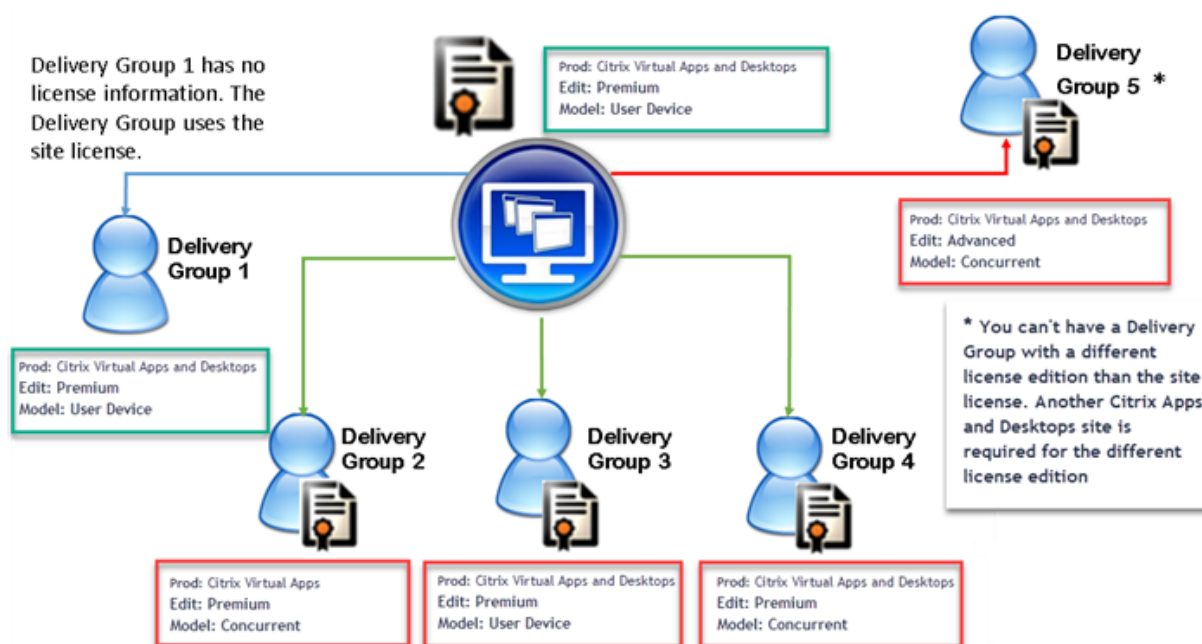 Delivery Group 1 has no
license information. The
Delivery Group uses the
site license.
Prod: Citrix Virtual Apps and Desktops
Edit: Premium
Model: User Device
Delivery
Group 5 *
Delivery
Group 1
Prod: Citrix Virtual Apps and Desktops
Edit: Advanced
Model: Concurrent
* You can't have a Delivery
Group with a different
license edition than the site
license. Another Citrix Apps
and Desktops site is
required for the different
license edition
Prod: Citrix Virtual Apps and Desktops
Edit: Premium
Model: User Device
Delivery
Group 2
Delivery
Group 3
Delivery
Group 4
Prod: Citrix Virtual Apps
Edit: Premium
Model: Concurrent
Prod: Citrix Virtual Apps and Desktops
Edit: Premium
Model: User Device
Prod: Citrix Virtual Apps and Desktops
Edit: Premium
Model: Concurrent